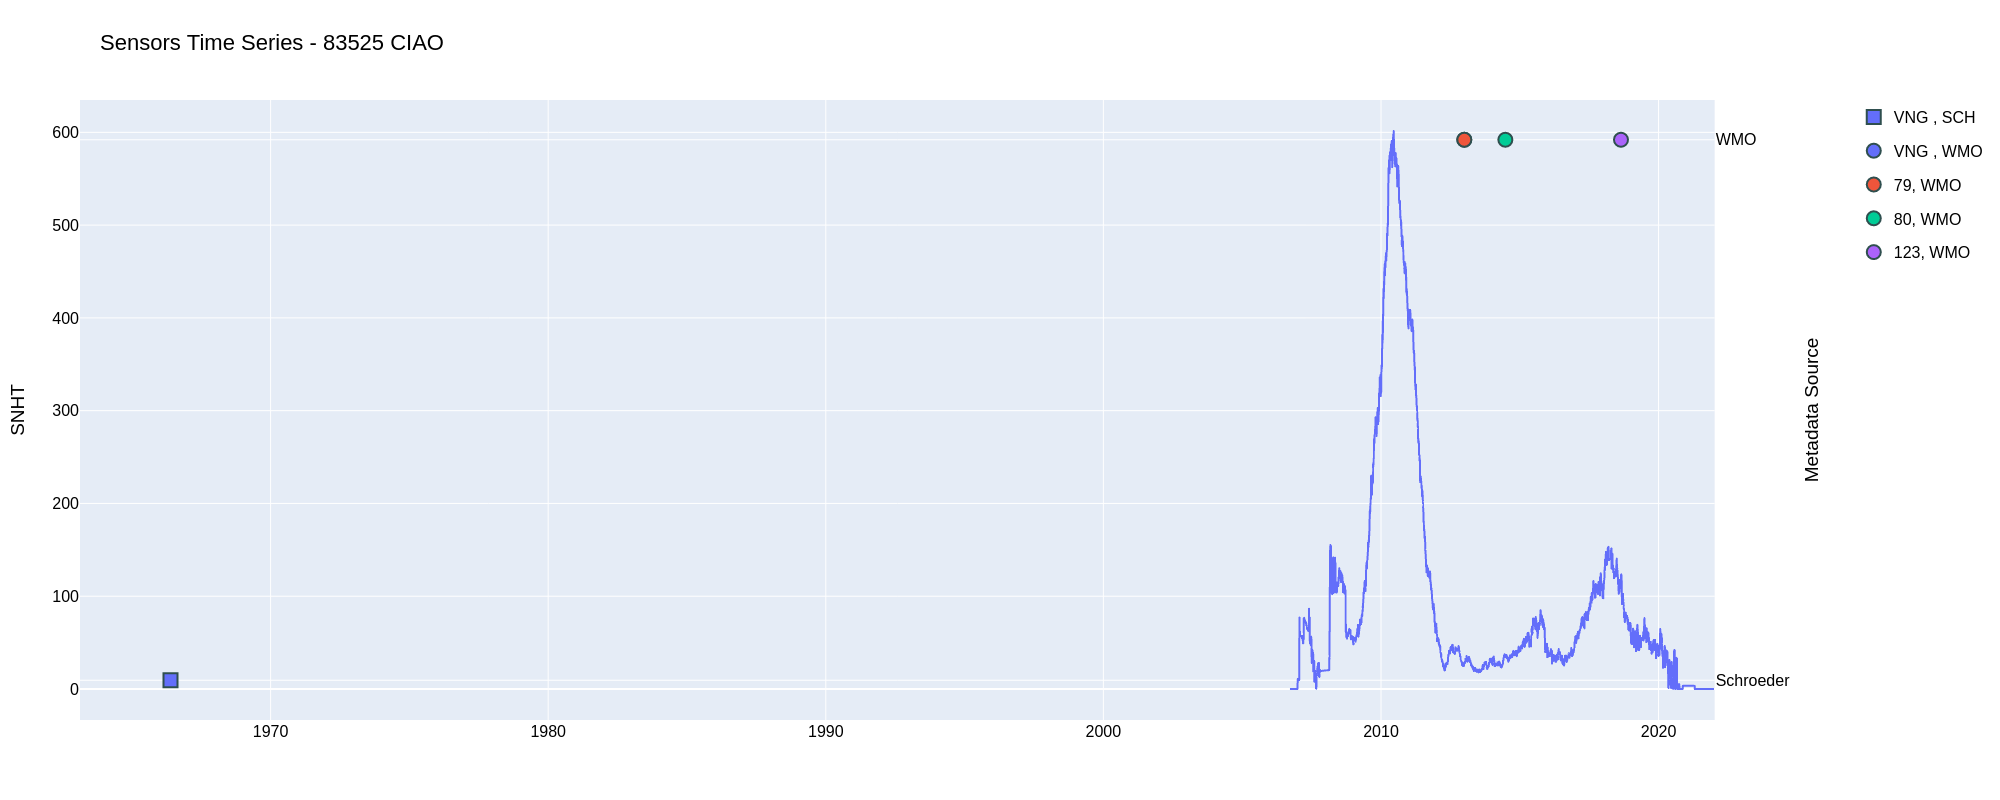 Sensors Time Series - 83525 CIAO
SNHT
600
500
400
300
200
100
0
1970
1980
1990
2000
2010
2020
WMO
Schroeder
Metadata Source
VNG , SCH
VNG , WMO
79, WMO
80, WMO
123, WMO